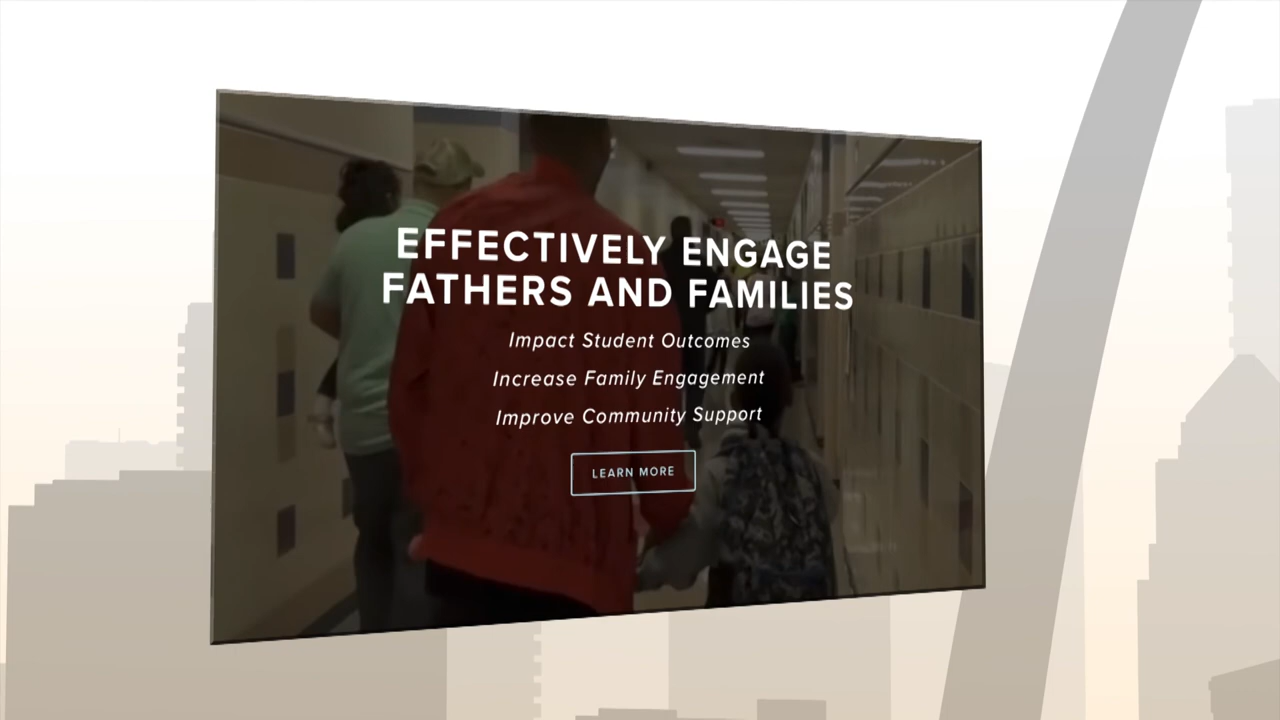 EFFECTIVELY ENGAGE
FATHERS AND FAMILIES
Impact Student Outcomes
Increase Family Engagement
Improve Community Support
LEARN MORE